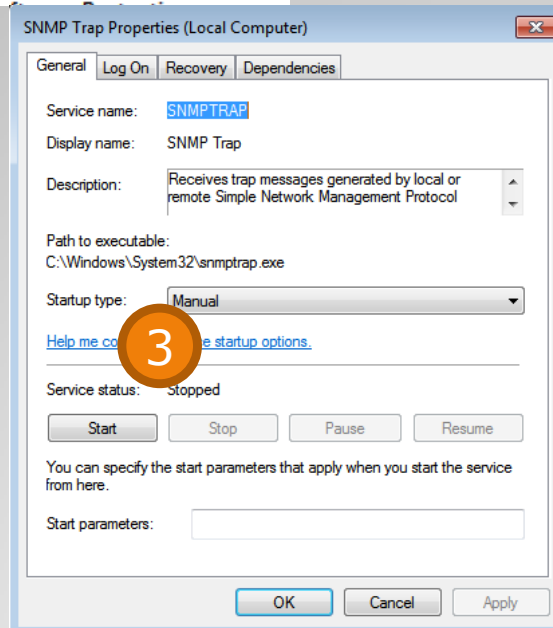 SNMP Trap Properties (Local Computer)
General Log On Recovery Dependencies
Service name: SNMPTRAP
Display name: SNMP Trap
Description: Receives trap messages generated by local or
remote Simple Network Management Protocol
Path to executable:
C:\Windows\System32\snmptrap.exe
Startup type: Manual
Help me startup options.
3
Service status: Stopped
Start Stop Pause Resume
You can specify the start parameters that apply when you start the service
from here.
Start parameters:
OK Cancel Apply